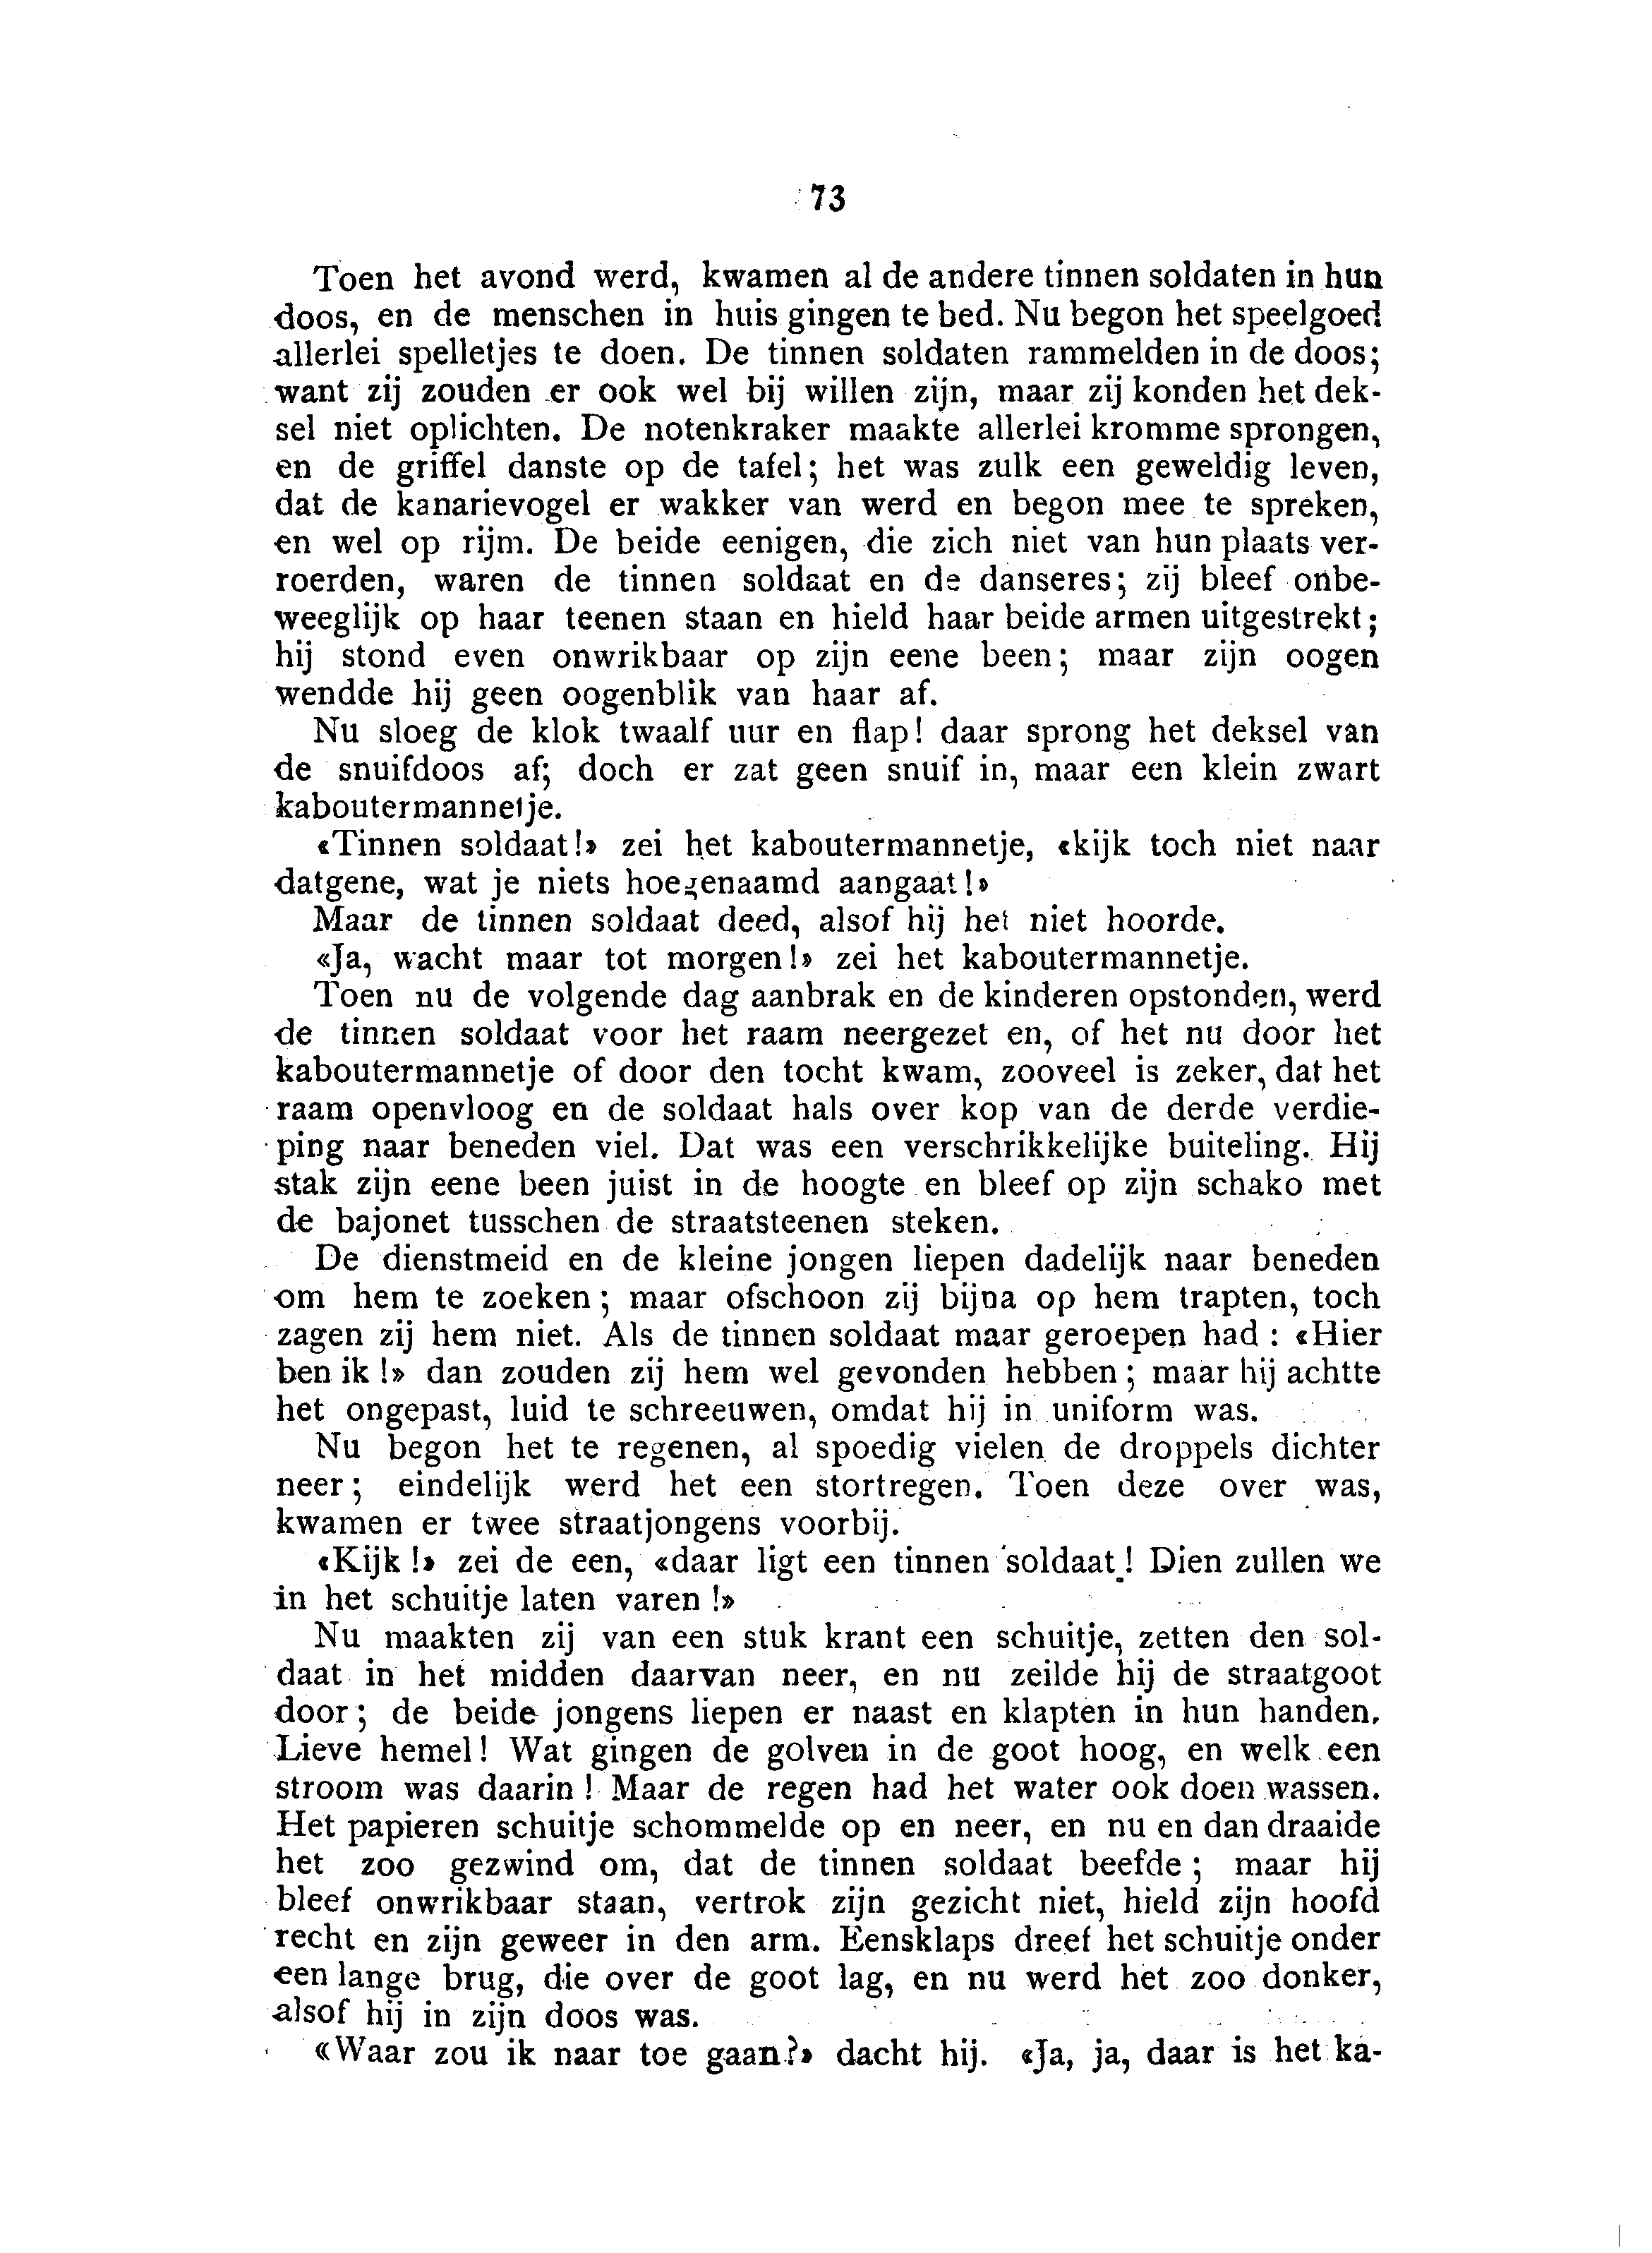 73
Toen het avond werd, kwamen al de andere tinnen soldaten in hun
doos, en de menschen in huis gingen te bed. Nu begon het speelgoed
allerlei spelletjes te doen. De tinnen soldaten rammelden in de doos;
want zij zouden er ook wel bij willen zijn, maar zij konden het dek-
sel niet oplichten. De notenkraker maakte allerlei kromme sprongen,
en de griffel danste op de tafel; het was zulk een geweldig leven,
dat de kanarievogel er wakker van werd en begon mee te spreken,
en wel op rijm. De beide eenigen, die zich niet van hun plaats ver-
roerden, waren de tinnen soldaat en de danseres; zij bleef onbe-
weeglijk op haar teenen staan en hield haar beide armen uitgestrekt;
hij stond even onwrikbaar op zijn eene been; maar zijn oogen
wendde hij geen oogenblik van haar af.
Nu sloeg de klok twaalf uur en flap! daar sprong het deksel van
de snuifdoos af; doch er zat geen snuif in, maar een klein zwart
kaboutermannetje.
«Tinnen soldaat!» zei het kaboutermannetje, «kijk toch niet naar
datgene, wat je niets hoegenaamd aangaat!»
Maar de tinnen soldaat deed, alsof hij het niet hoorde.
«Ja, wacht maar tot morgen!» zei het kaboutermannetje.
Toen nu de volgende dag aanbrak en de kinderen opstonden, werd
de tinnen soldaat voor het raam neergezet en, of het nu door het
kaboutermannetje of door den tocht kwam, zooveel is zeker, dat het
raam openvloog en de soldaat hals over kop van de derde verdie-
ping naar beneden viel. Dat was een verschrikkelijke buiteling. Hij
stak zijn eene been juist in de hoogte en bleef op zijn schako met
de bajonet tusschen de straatsteenen steken.
De dienstmeid en de kleine jongen liepen dadelijk naar beneden
om hem te zoeken; maar ofschoon zij bijna op hem trapten, toch
zagen zij hem niet. Als de tinnen soldaat maar geroepen had: «Hier
ben ik!» dan zouden zij hem wel gevonden hebben; maar hij achtte
het ongepast, luid te schreeuwen, omdat hij in uniform was.
Nu begon het te regenen, al spoedig vielen de droppels dichter
neer; eindelijk werd het een stortregen. Toen deze over was,
kwamen er twee straatjongens voorbij.
«Kijk!» zei de een, «daar ligt een tinnen soldaat! Dien zullen we
in het schuitje laten varen!»
Nu maakten zij van een stuk krant een schuitje, zetten den sol-
daat in het midden daarvan neer, en nu zeilde hij de straatgoot
door; de beide jongens liepen er naast en klapten in hun handen.
Lieve hemel! Wat gingen de golven in de goot hoog, en welk een
stroom was daarin! Maar de regen had het water ook doen wassen.
Het papieren schuitje schommelde op en neer, en nu en dan draaide
het zoo gezwind om, dat de tinnen soldaat beefde; maar hij
bleef onwrikbaar staan, vertrok zijn gezicht niet, hield zijn hoofd
recht en zijn geweer in den arm. Eensklaps dreef het schuitje onder
een lange brug, die over de goot lag, en nu werd het zoo donker,
alsof hij in zijn doos was.
«Waar zou ik naar toe gaan?» dacht hij. «Ja, ja, daar is het ka-